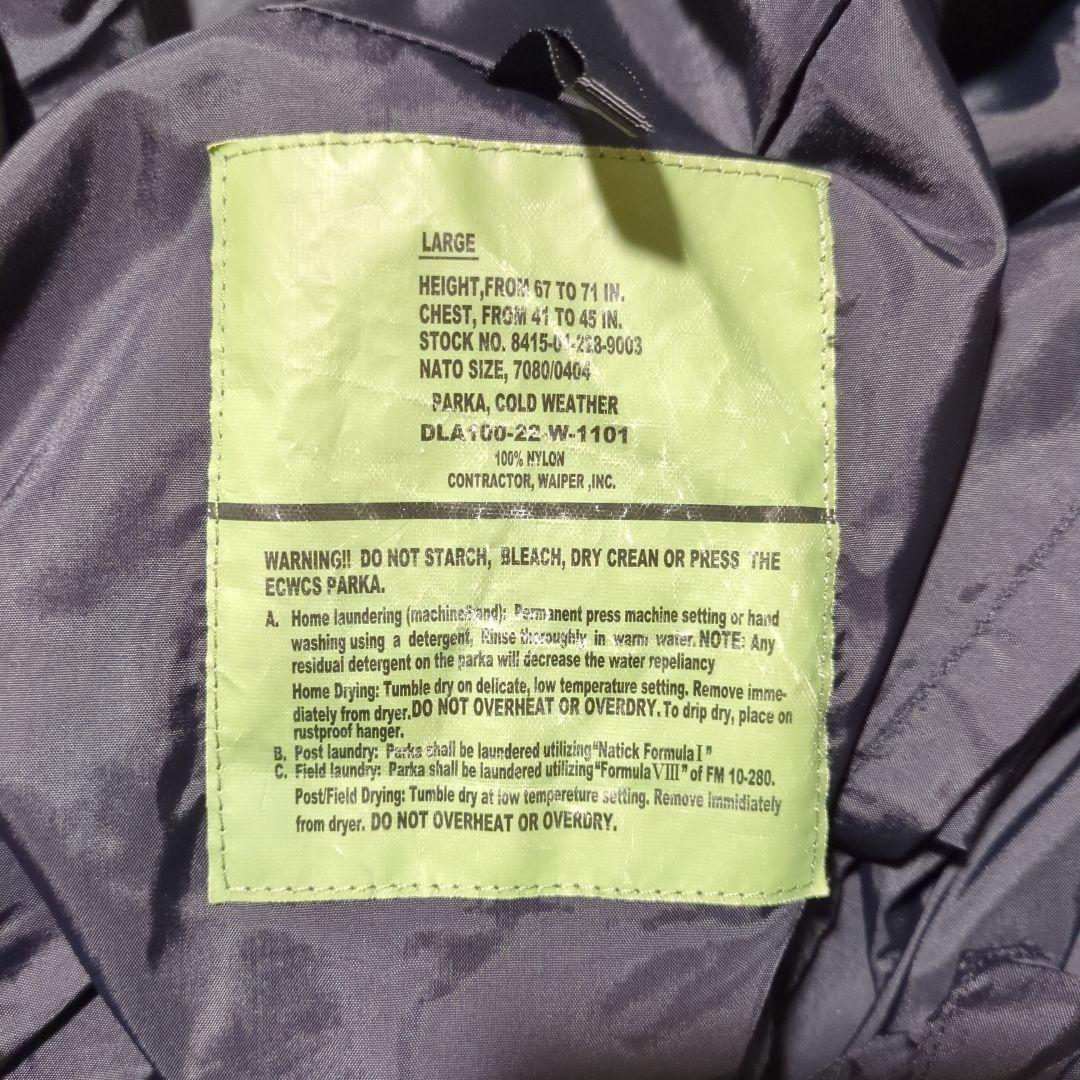 LARGE
HEIGHT,FROM 67 TO 71 IN.
CHEST, FROM 41 TO 45 IN.
STOCK NO. 8415-01-228-9003
NATO SIZE, 7080/0404
PARKA, COLD WEATHER
DLA100-22-W-1101
100% NYLON
CONTRACTOR, WAIPER ,INC.
WARNING!! DO NOT STARCH, BLEACH, DRY CREAN OR PRESS THE
ECWCS PARKA.
A. Home laundering (machine/hand): Permanent press machine setting or hand
washing using a detergent, Rinse thoroughly in warm water. NOTE: Any
residual detergent on the parka will decrease the water repeliancy
Home Drying: Tumble dry on delicate, low temperature setting. Remove imme-
diately from dryer. DO NOT OVERHEAT OR OVERDRY. To drip dry, place on
rustproof hanger.
B. Post laundry: Parka shall be laundered utilizing "Natick Formula I"
C. Field laundry: Parka shall be laundered utilizing "Formula VIII" of FM 10-280.
Post/Field Drying: Tumble dry at low tempereture setting. Remove immidiately
from dryer. DO NOT OVERHEAT OR OVERDRY.